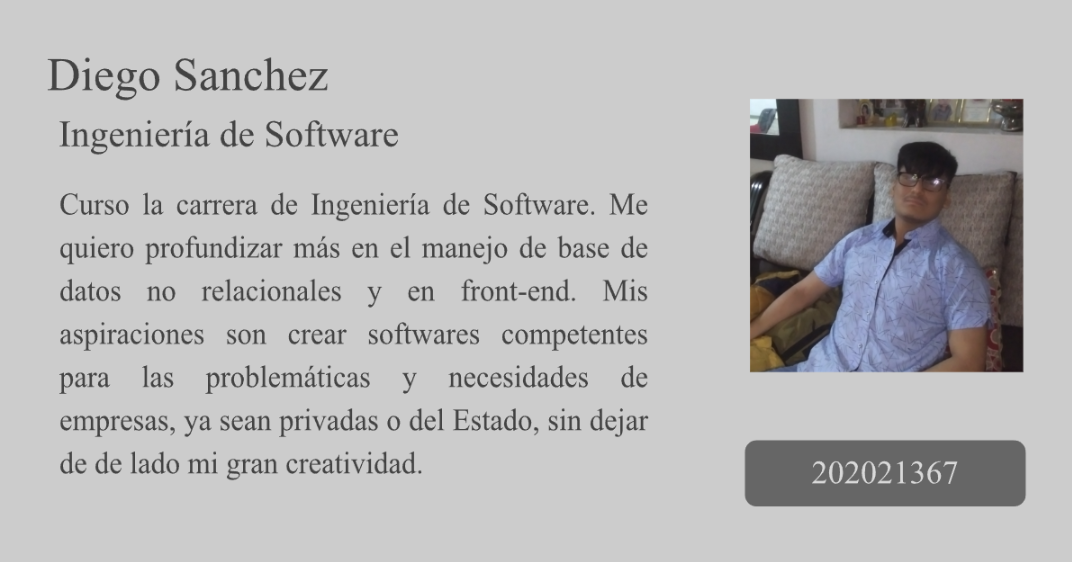 Diego Sanchez
Ingeniería de Software
Curso la carrera de Ingeniería de Software. Me
quiero profundizar más en el manejo de base de
datos no relacionales y en front-end. Mis
aspiraciones son crear softwares competentes
para las problemáticas y necesidades de
empresas, ya sean privadas o del Estado, sin dejar
de de lado mi gran creatividad.
202021367